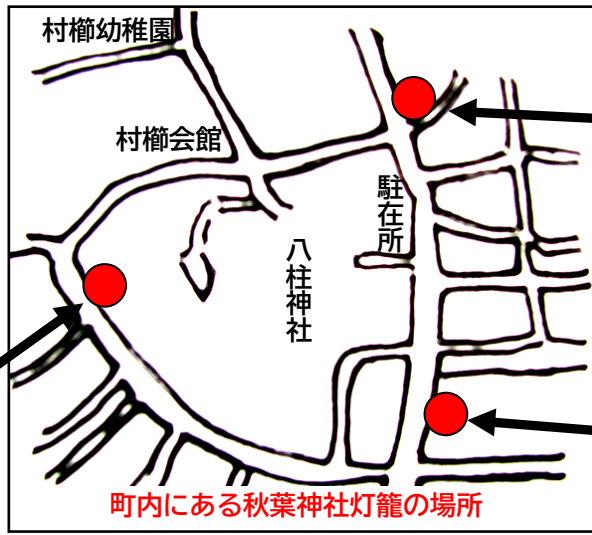 村櫛幼稚園
村櫛会館
駐在所
八柱神社
町内にある秋葉神社灯籠の場所